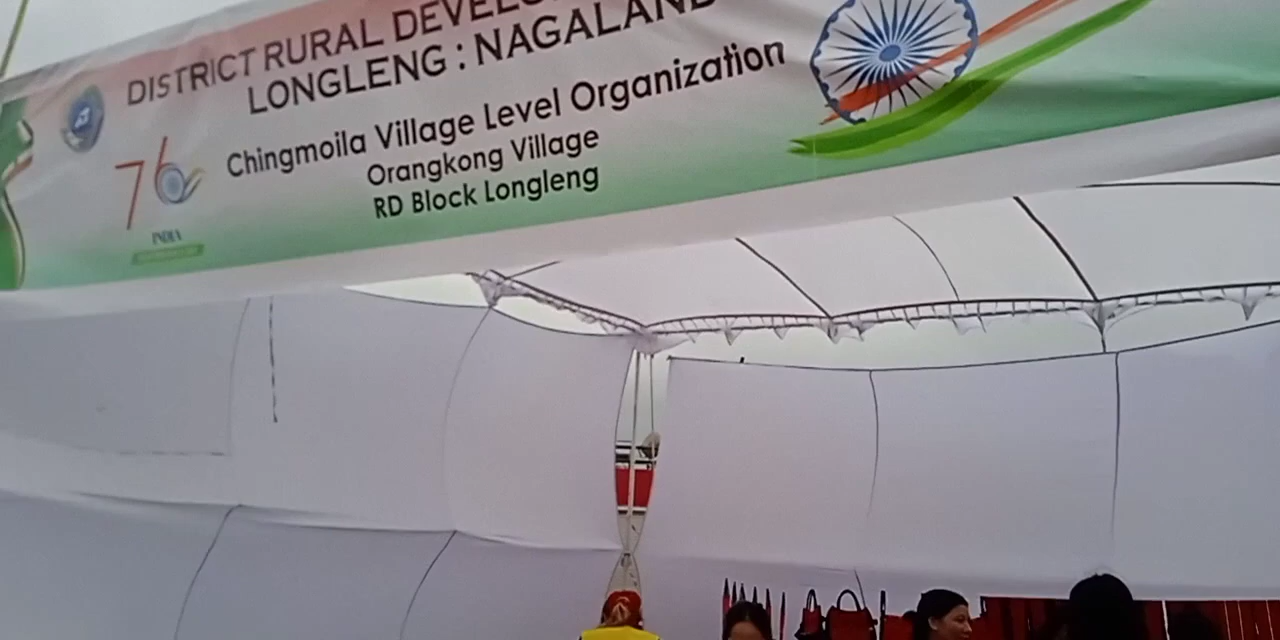 DISTRICT RURAL
LONGLENG : NAGALAND
Chingmoila Village Level Organization
Orangkong Village
RD Block Longleng
76
INDIA